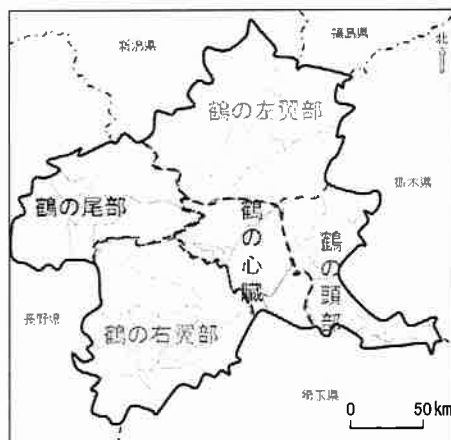 新潟県
福島県
北
鶴の左翼部
栃木県
鶴の尾部
鶴の心臓
鶴の頭部
長野県
鶴の右翼部
埼玉県
0 50km